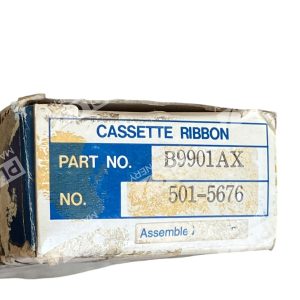 CASSETTE RIBBON
PART NO. B9901AX
NO. 501-5676
Assemble